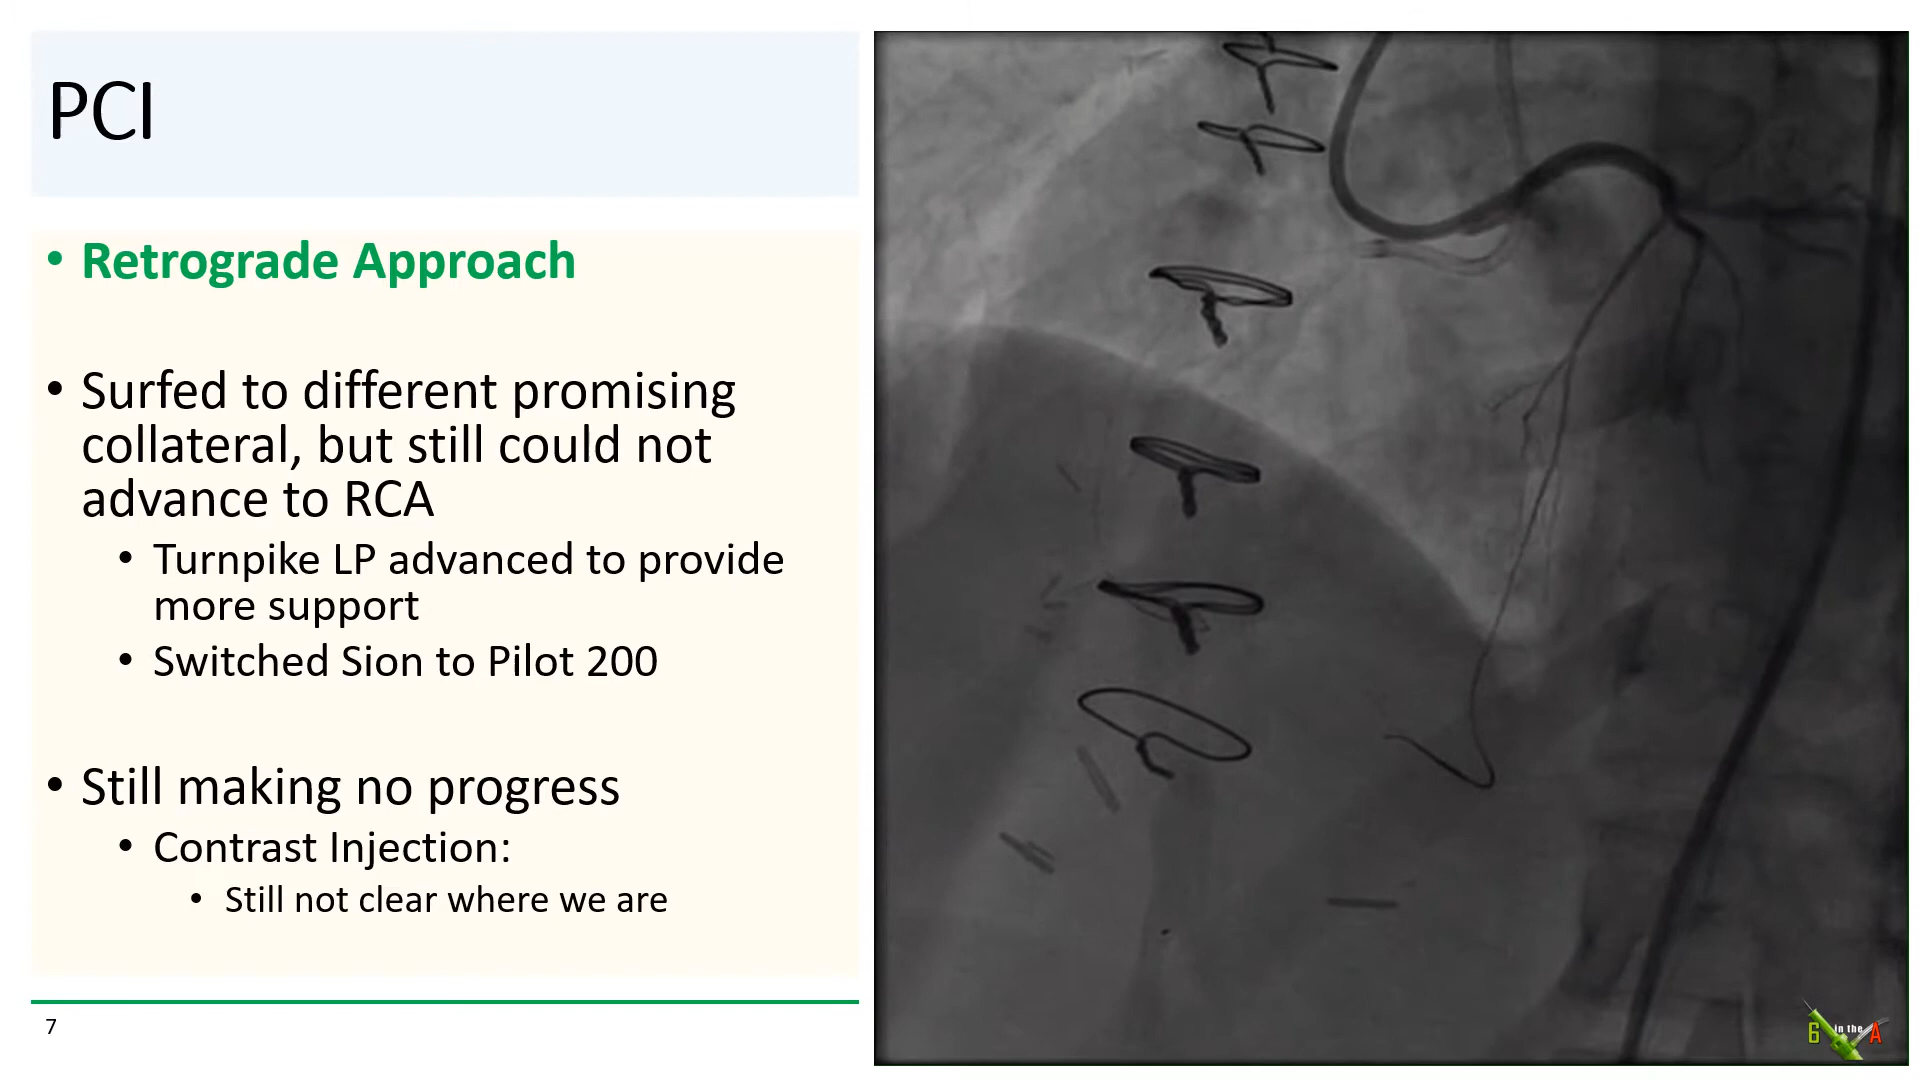 PCI
• Retrograde Approach
• Surfed to different promising
collateral, but still could not
advance to RCA
• Turnpike LP advanced to provide
more support
• Switched Sion to Pilot 200
• Still making no progress
• Contrast Injection:
• Still not clear where we are
7
6 in the A